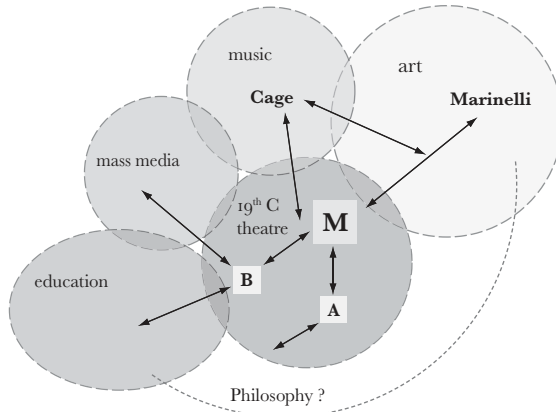 music
art
Cage
Marinelli
mass media
19th C
theatre
M
B
education
A
Philosophy ?